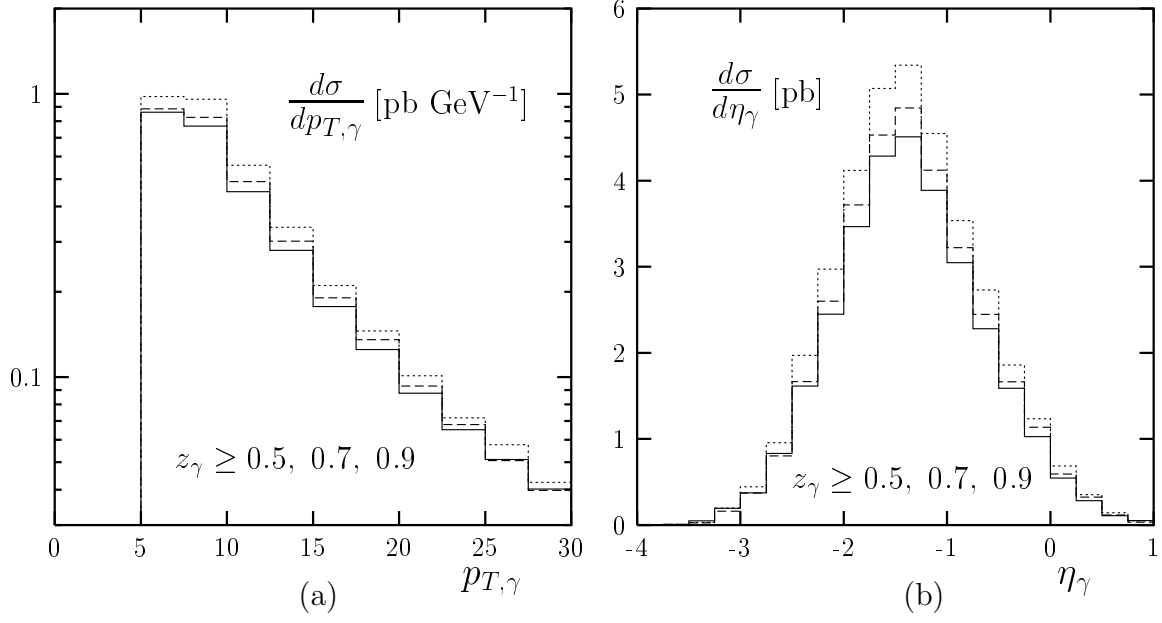 1
0.1
dσ
dp_{T,γ} [pb GeV⁻¹]
z_γ ≥ 0.5, 0.7, 0.9
0 5 10 15 20 25 30
p_{T,γ}
(a)
6
5
4
3
2
1
0
dσ
dη_γ [pb]
z_γ ≥ 0.5, 0.7, 0.9
-4 -3 -2 -1 0 1
η_γ
(b)